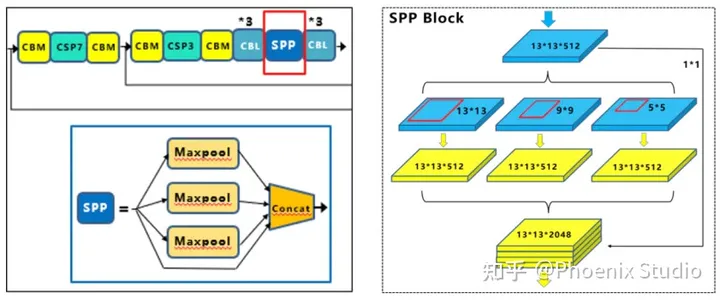 *3
*3
CBM
CSP7
CBM
CBM
CSP3
CBM
CBL
SPP
CBL
Maxpool
Maxpool
Maxpool
SPP
=
Concat
SPP Block
13*13*512
1*1
13*13
9*9
5*5
13*13*512
13*13*512
13*13*512
13*13*2048
知乎 @Phoenix Studio